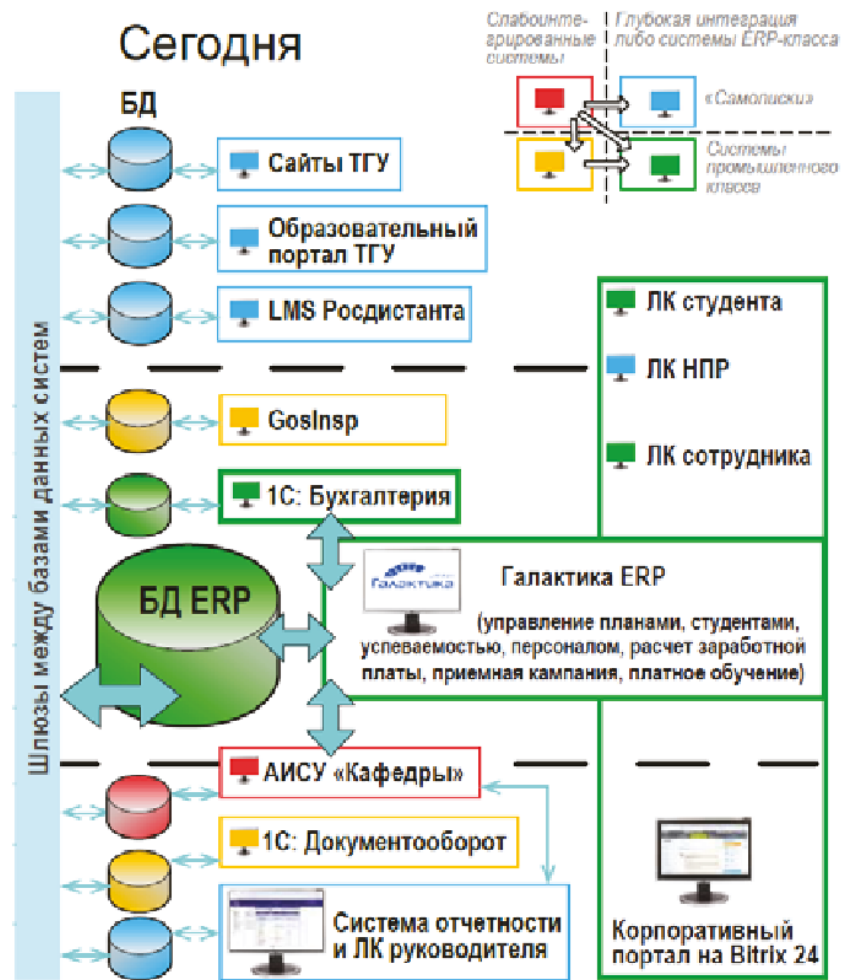 Сегодня
Слабоинте-
грированные
системы
Глубокая интеграция
либо системы ERP-класса
«Самописки»
Системы
промышленного
класса
Шлюзы между базами данных систем
БД
Сайты ТГУ
Образовательный
портал ТГУ
LMS Росдистанта
ЛК студента
ЛК НПР
ЛК сотрудника
GosInsp
1С: Бухгалтерия
БД ERP
Галактика
Галактика ERP
(управление планами, студентами,
успеваемостью, персоналом, расчет заработной
платы, приемная кампания, платное обучение)
АИСУ «Кафедры»
1С: Документооборот
Система отчетности
и ЛК руководителя
Корпоративный
портал на Bitrix 24